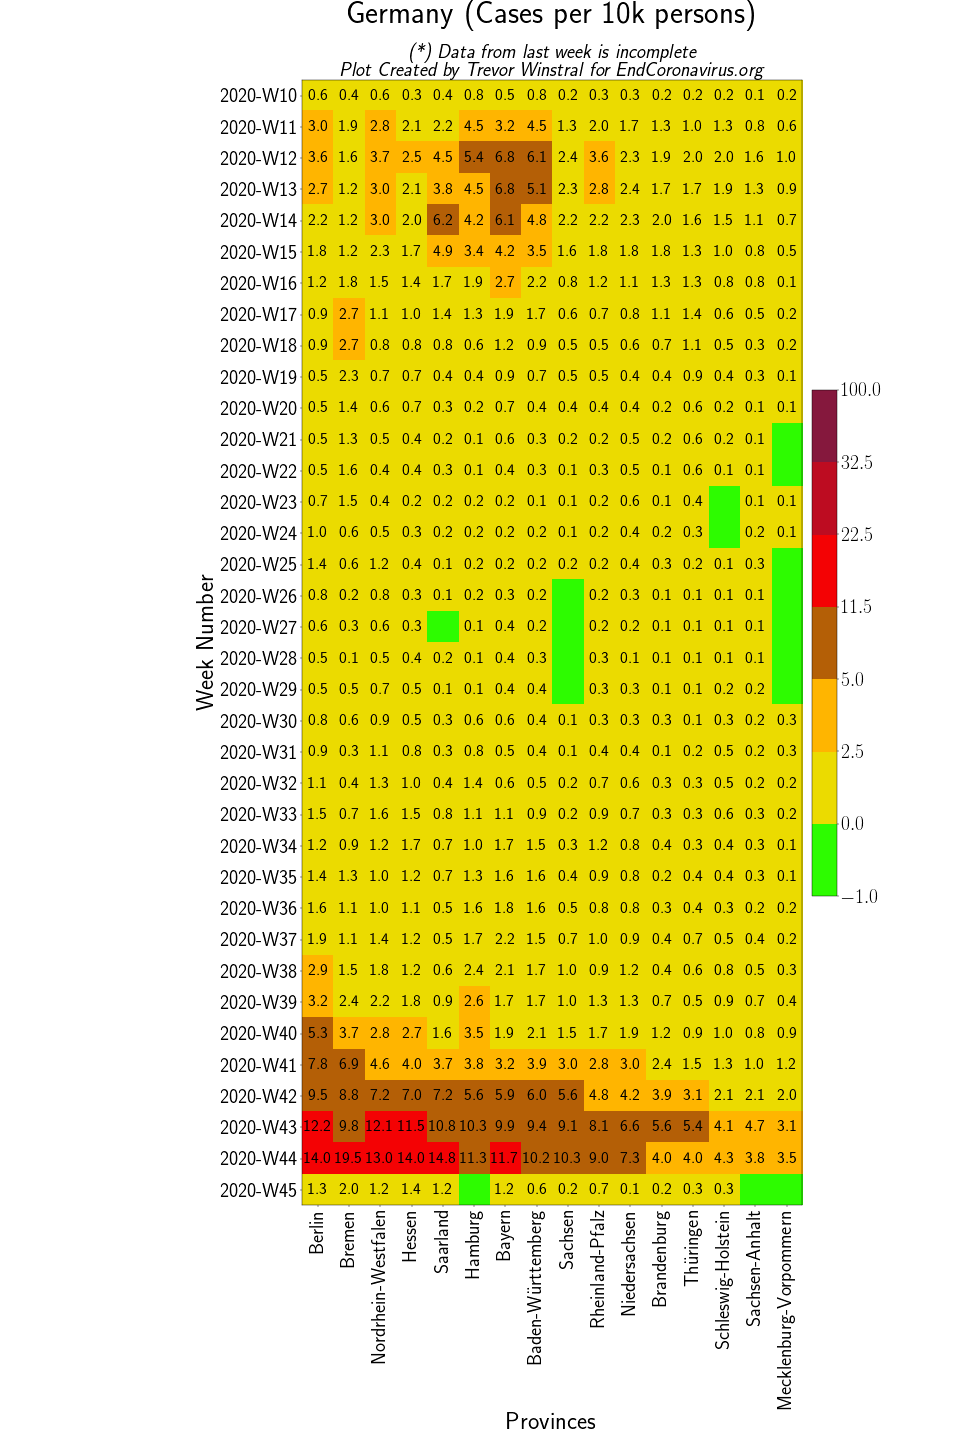 Germany (Cases per 10k persons)
(*) Data from last week is incomplete
Plot Created by Trevor Winstral for EndCoronavirus.org
2020-W10 0.6 0.4 0.6 0.3 0.4 0.8 0.5 0.8 0.2 0.3 0.3 0.2 0.2 0.2 0.1 0.2
2020-W11 3.0 1.9 2.8 2.1 2.2 4.5 3.2 4.5 1.3 2.0 1.7 1.3 1.0 1.3 0.8 0.6
2020-W12 3.6 1.6 3.7 2.5 4.5 5.4 6.8 6.1 2.4 3.6 2.3 1.9 2.0 2.0 1.6 1.0
2020-W13 2.7 1.2 3.0 2.1 3.8 4.5 6.8 5.1 2.3 2.8 2.4 1.7 1.7 1.9 1.3 0.9
2020-W14 2.2 1.2 3.0 2.0 6.2 4.2 6.1 4.8 2.2 2.2 2.3 2.0 1.6 1.5 1.1 0.7
2020-W15 1.8 1.2 2.3 1.7 4.9 3.4 4.2 3.5 1.6 1.8 1.8 1.8 1.3 1.0 0.8 0.5
2020-W16 1.2 1.8 1.5 1.4 1.7 1.9 2.7 2.2 0.8 1.2 1.1 1.3 1.3 0.8 0.8 0.1
2020-W17 0.9 2.7 1.1 1.0 1.4 1.3 1.9 1.7 0.6 0.7 0.8 1.1 1.4 0.6 0.5 0.2
2020-W18 0.9 2.7 0.8 0.8 0.8 0.6 1.2 0.9 0.5 0.5 0.6 0.7 1.1 0.5 0.3 0.2
2020-W19 0.5 2.3 0.7 0.7 0.4 0.4 0.9 0.7 0.5 0.5 0.4 0.4 0.9 0.4 0.3 0.1
2020-W20 0.5 1.4 0.6 0.7 0.3 0.2 0.7 0.4 0.4 0.4 0.4 0.2 0.6 0.2 0.1 0.1
2020-W21 0.5 1.3 0.5 0.4 0.2 0.1 0.6 0.3 0.2 0.2 0.5 0.2 0.6 0.2 0.1
2020-W22 0.5 1.6 0.4 0.4 0.3 0.1 0.4 0.3 0.1 0.3 0.5 0.1 0.6 0.1 0.1
2020-W23 0.7 1.5 0.4 0.2 0.2 0.2 0.2 0.1 0.1 0.2 0.6 0.1 0.4 0.1 0.1
2020-W24 1.0 0.6 0.5 0.3 0.2 0.2 0.2 0.2 0.1 0.2 0.4 0.2 0.3 0.2 0.1
2020-W25 1.4 0.6 1.2 0.4 0.1 0.2 0.2 0.2 0.2 0.2 0.4 0.3 0.2 0.1 0.3
2020-W26 0.8 0.2 0.8 0.3 0.1 0.2 0.3 0.2 0.2 0.3 0.1 0.1 0.1 0.1
2020-W27 0.6 0.3 0.6 0.3 0.1 0.4 0.2 0.2 0.2 0.1 0.1 0.1 0.1
2020-W28 0.5 0.1 0.5 0.4 0.2 0.1 0.4 0.3 0.3 0.1 0.1 0.1 0.1 0.1
2020-W29 0.5 0.5 0.7 0.5 0.1 0.1 0.4 0.4 0.3 0.3 0.1 0.1 0.2 0.2
2020-W30 0.8 0.6 0.9 0.5 0.3 0.6 0.6 0.4 0.1 0.3 0.3 0.3 0.1 0.3 0.2 0.3
2020-W31 0.9 0.3 1.1 0.8 0.3 0.8 0.5 0.4 0.1 0.4 0.4 0.1 0.2 0.5 0.2 0.3
2020-W32 1.1 0.4 1.3 1.0 0.4 1.4 0.6 0.5 0.2 0.7 0.6 0.3 0.3 0.5 0.2 0.2
2020-W33 1.5 0.7 1.6 1.5 0.8 1.1 1.1 0.9 0.2 0.9 0.7 0.3 0.3 0.6 0.3 0.2
2020-W34 1.2 0.9 1.2 1.7 0.7 1.0 1.7 1.5 0.3 1.2 0.8 0.4 0.3 0.4 0.3 0.1
2020-W35 1.4 1.3 1.0 1.2 0.7 1.3 1.6 1.6 0.4 0.9 0.8 0.2 0.4 0.4 0.3 0.1
2020-W36 1.6 1.1 1.0 1.1 0.5 1.6 1.8 1.6 0.5 0.8 0.8 0.3 0.4 0.3 0.2 0.2
2020-W37 1.9 1.1 1.4 1.2 0.5 1.7 2.2 1.5 0.7 1.0 0.9 0.4 0.7 0.5 0.4 0.2
2020-W38 2.9 1.5 1.8 1.2 0.6 2.4 2.1 1.7 1.0 0.9 1.2 0.4 0.6 0.8 0.5 0.3
2020-W39 3.2 2.4 2.2 1.8 0.9 2.6 1.7 1.7 1.0 1.3 1.3 0.7 0.5 0.9 0.7 0.4
2020-W40 5.3 3.7 2.8 2.7 1.6 3.5 1.9 2.1 1.5 1.7 1.9 1.2 0.9 1.0 0.8 0.9
2020-W41 7.8 6.9 4.6 4.0 3.7 3.8 3.2 3.9 3.0 2.8 3.0 2.4 1.5 1.3 1.0 1.2
2020-W42 9.5 8.8 7.2 7.0 7.2 5.6 5.9 6.0 5.6 4.8 4.2 3.9 3.1 2.1 2.1 2.0
2020-W43 12.2 9.8 12.1 11.5 10.8 10.3 9.9 9.4 9.1 8.1 6.6 5.6 5.4 4.1 4.7 3.1
2020-W44 14.0 19.5 13.0 14.0 14.8 11.3 11.7 10.2 10.3 9.0 7.3 4.0 4.0 4.3 3.8 3.5
2020-W45 1.3 2.0 1.2 1.4 1.2 1.2 0.6 0.2 0.7 0.1 0.2 0.3 0.3
Week Number
Berlin
Bremen
Nordrhein-Westfalen
Hessen
Saarland
Hamburg
Bayern
Baden-Württemberg
Sachsen
Rheinland-Pfalz
Niedersachsen
Brandenburg
Thüringen
Schleswig-Holstein
Sachsen-Anhalt
Mecklenburg-Vorpommern
Provinces
100.0
32.5
22.5
11.5
5.0
2.5
0.0
−1.0